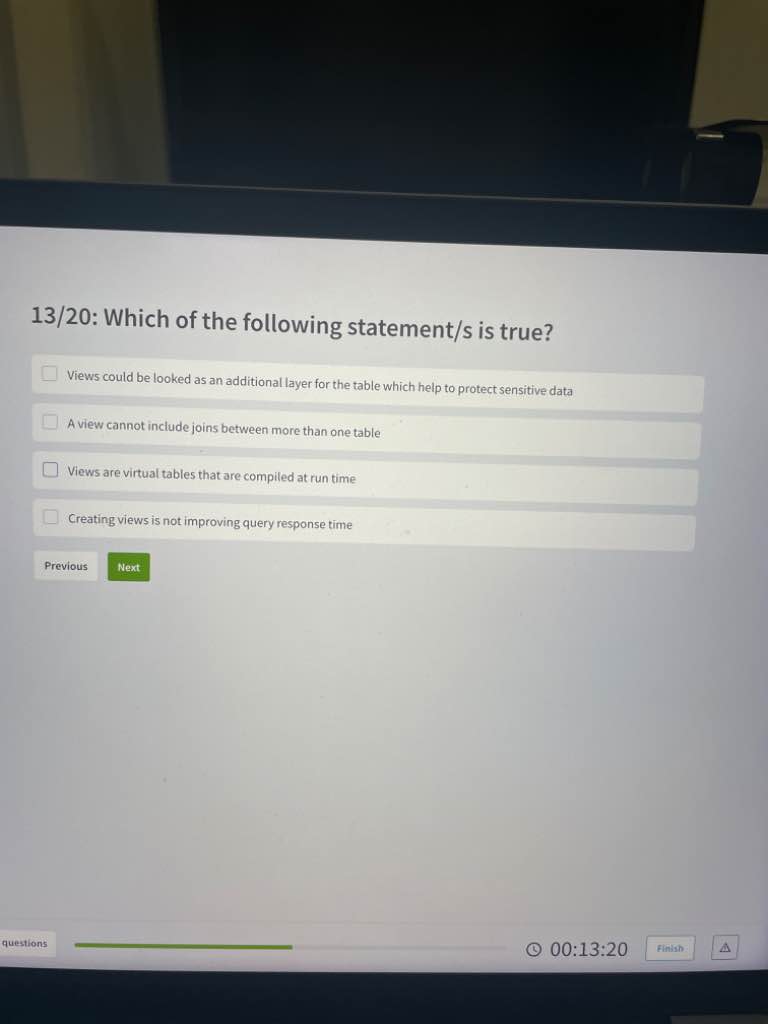 13/20: Which of the following statement/s is true?
Views could be looked as an additional layer for the table which help to protect sensitive data
A view cannot include joins between more than one table
Views are virtual tables that are compiled at run time
Creating views is not improving query response time
Previous
Next
questions
00:13:20
Finish